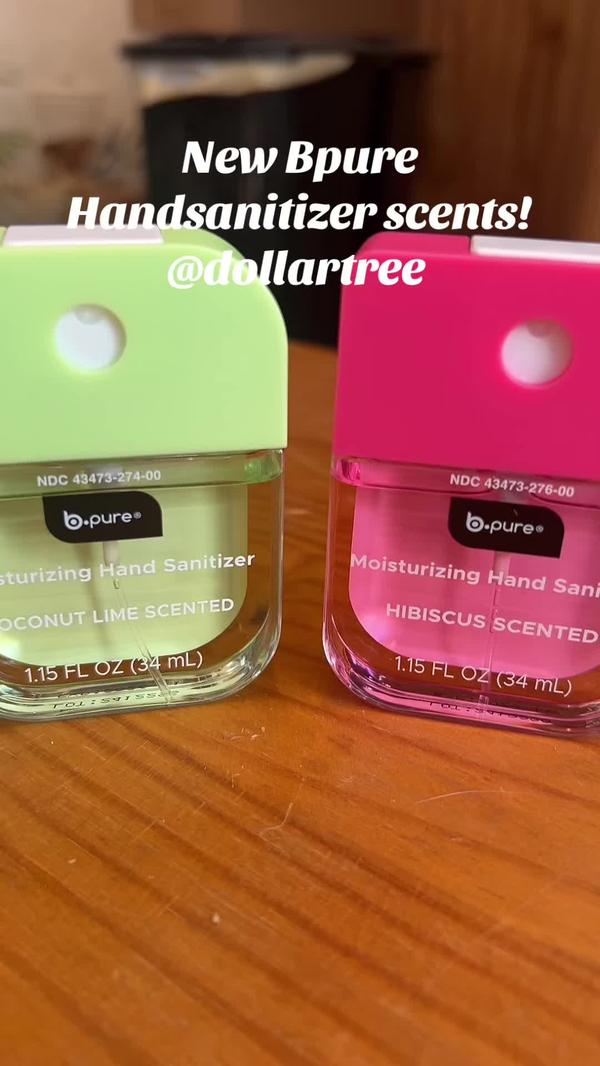 New Bpure
Handsanitizer scents!
@dollartree
NDC 43473-274-00
b.pure®
sturizing Hand Sanitizer
OCONUT LIME SCENTED
1.15 FL OZ (34 mL)
NDC 43473-276-00
b.pure®
Moisturizing Hand Sani
HIBISCUS SCENTED
1.15 FL OZ (34 mL)